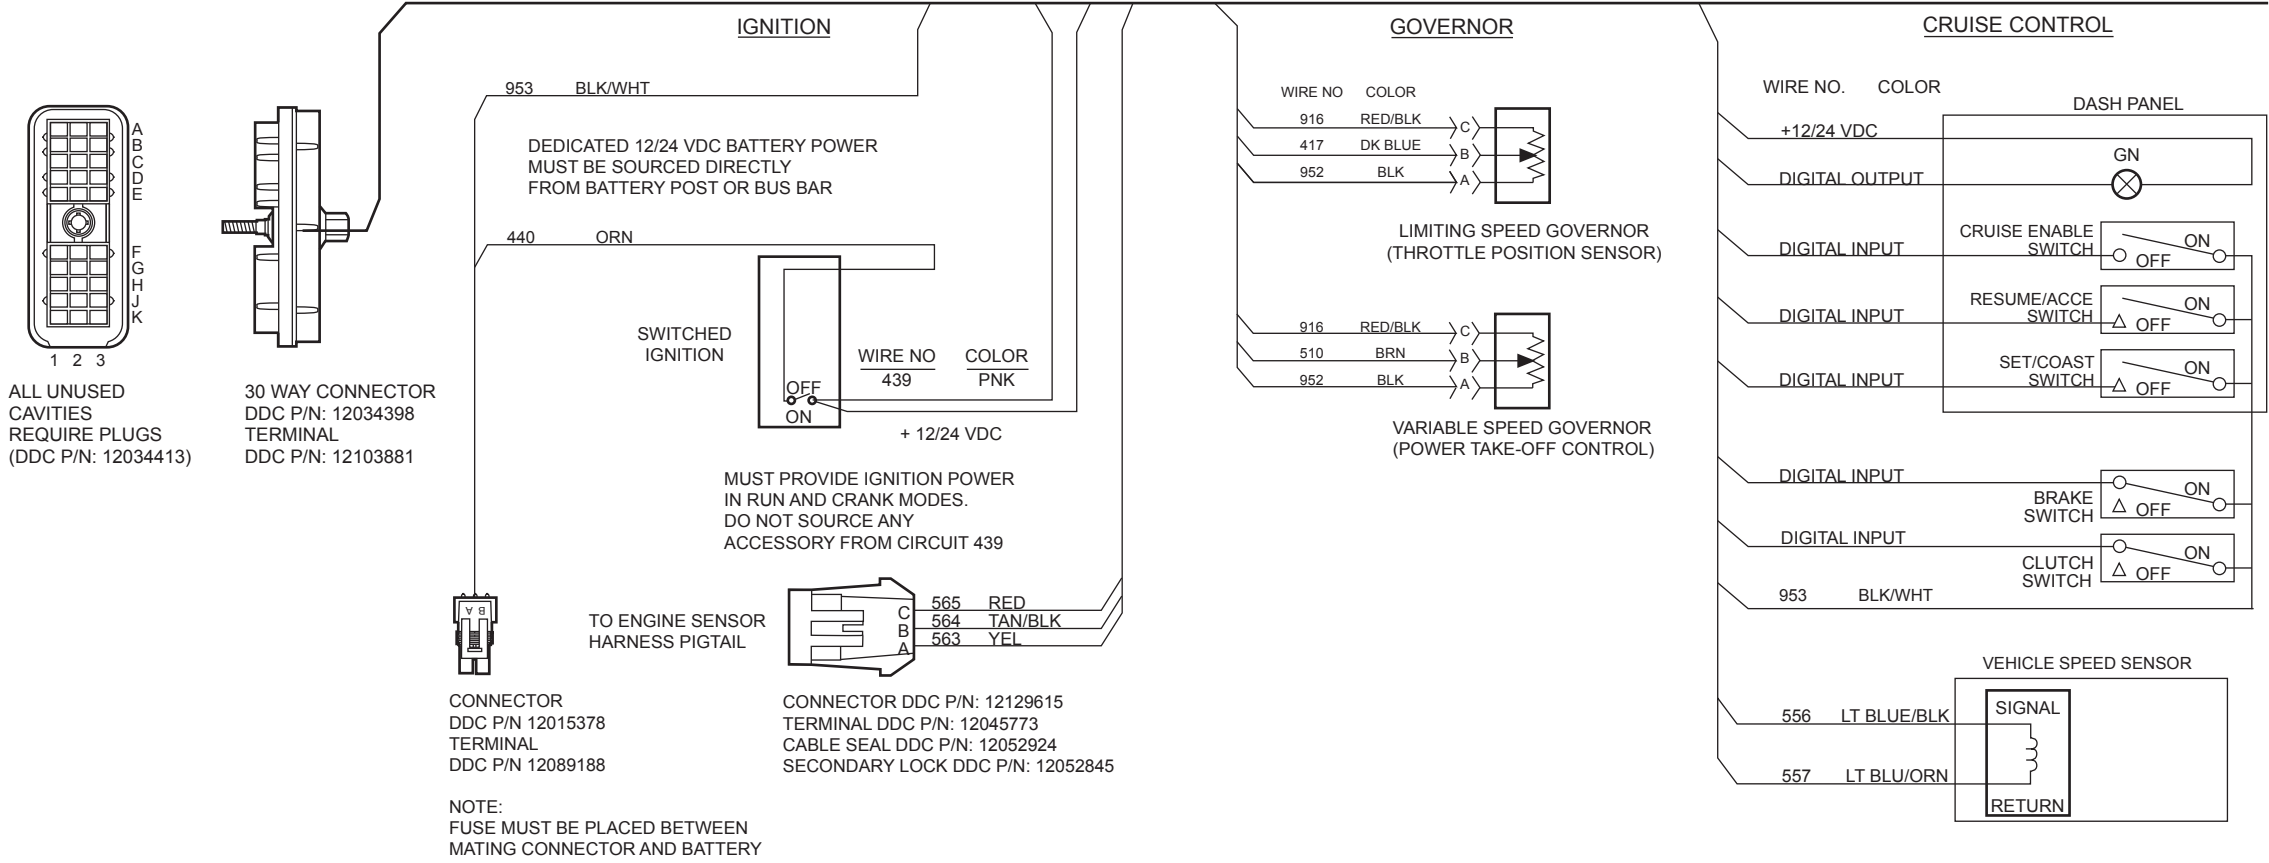 IGNITION
953 BLK/WHT
DEDICATED 12/24 VDC BATTERY POWER
MUST BE SOURCED DIRECTLY
FROM BATTERY POST OR BUS BAR
440 ORN
SWITCHED
IGNITION
WIRE NO COLOR
439 PNK
OFF
ON
+ 12/24 VDC
MUST PROVIDE IGNITION POWER
IN RUN AND CRANK MODES.
DO NOT SOURCE ANY
ACCESSORY FROM CIRCUIT 439
A
B
C
D
E
F
G
H
J
K
1 2 3
ALL UNUSED
CAVITIES
REQUIRE PLUGS
(DDC P/N: 12034413)
30 WAY CONNECTOR
DDC P/N: 12034398
TERMINAL
DDC P/N: 12103881
A B
CONNECTOR
DDC P/N 12015378
TERMINAL
DDC P/N 12089188
NOTE:
FUSE MUST BE PLACED BETWEEN
MATING CONNECTOR AND BATTERY
TO ENGINE SENSOR
HARNESS PIGTAIL
C 565 RED
B 564 TAN/BLK
A 563 YEL
CONNECTOR DDC P/N: 12129615
TERMINAL DDC P/N: 12045773
CABLE SEAL DDC P/N: 12052924
SECONDARY LOCK DDC P/N: 12052845
GOVERNOR
WIRE NO COLOR
916 RED/BLK C
417 DK BLUE B
952 BLK A
LIMITING SPEED GOVERNOR
(THROTTLE POSITION SENSOR)
916 RED/BLK C
510 BRN B
952 BLK A
VARIABLE SPEED GOVERNOR
(POWER TAKE-OFF CONTROL)
CRUISE CONTROL
WIRE NO. COLOR
DASH PANEL
+12/24 VDC
GN
DIGITAL OUTPUT
CRUISE ENABLE
SWITCH
ON
OFF
DIGITAL INPUT
RESUME/ACCE
SWITCH
ON
OFF
DIGITAL INPUT
SET/COAST
SWITCH
ON
OFF
DIGITAL INPUT
DIGITAL INPUT
BRAKE
SWITCH
ON
OFF
DIGITAL INPUT
CLUTCH
SWITCH
ON
OFF
953 BLK/WHT
VEHICLE SPEED SENSOR
556 LT BLUE/BLK
SIGNAL
557 LT BLU/ORN
RETURN